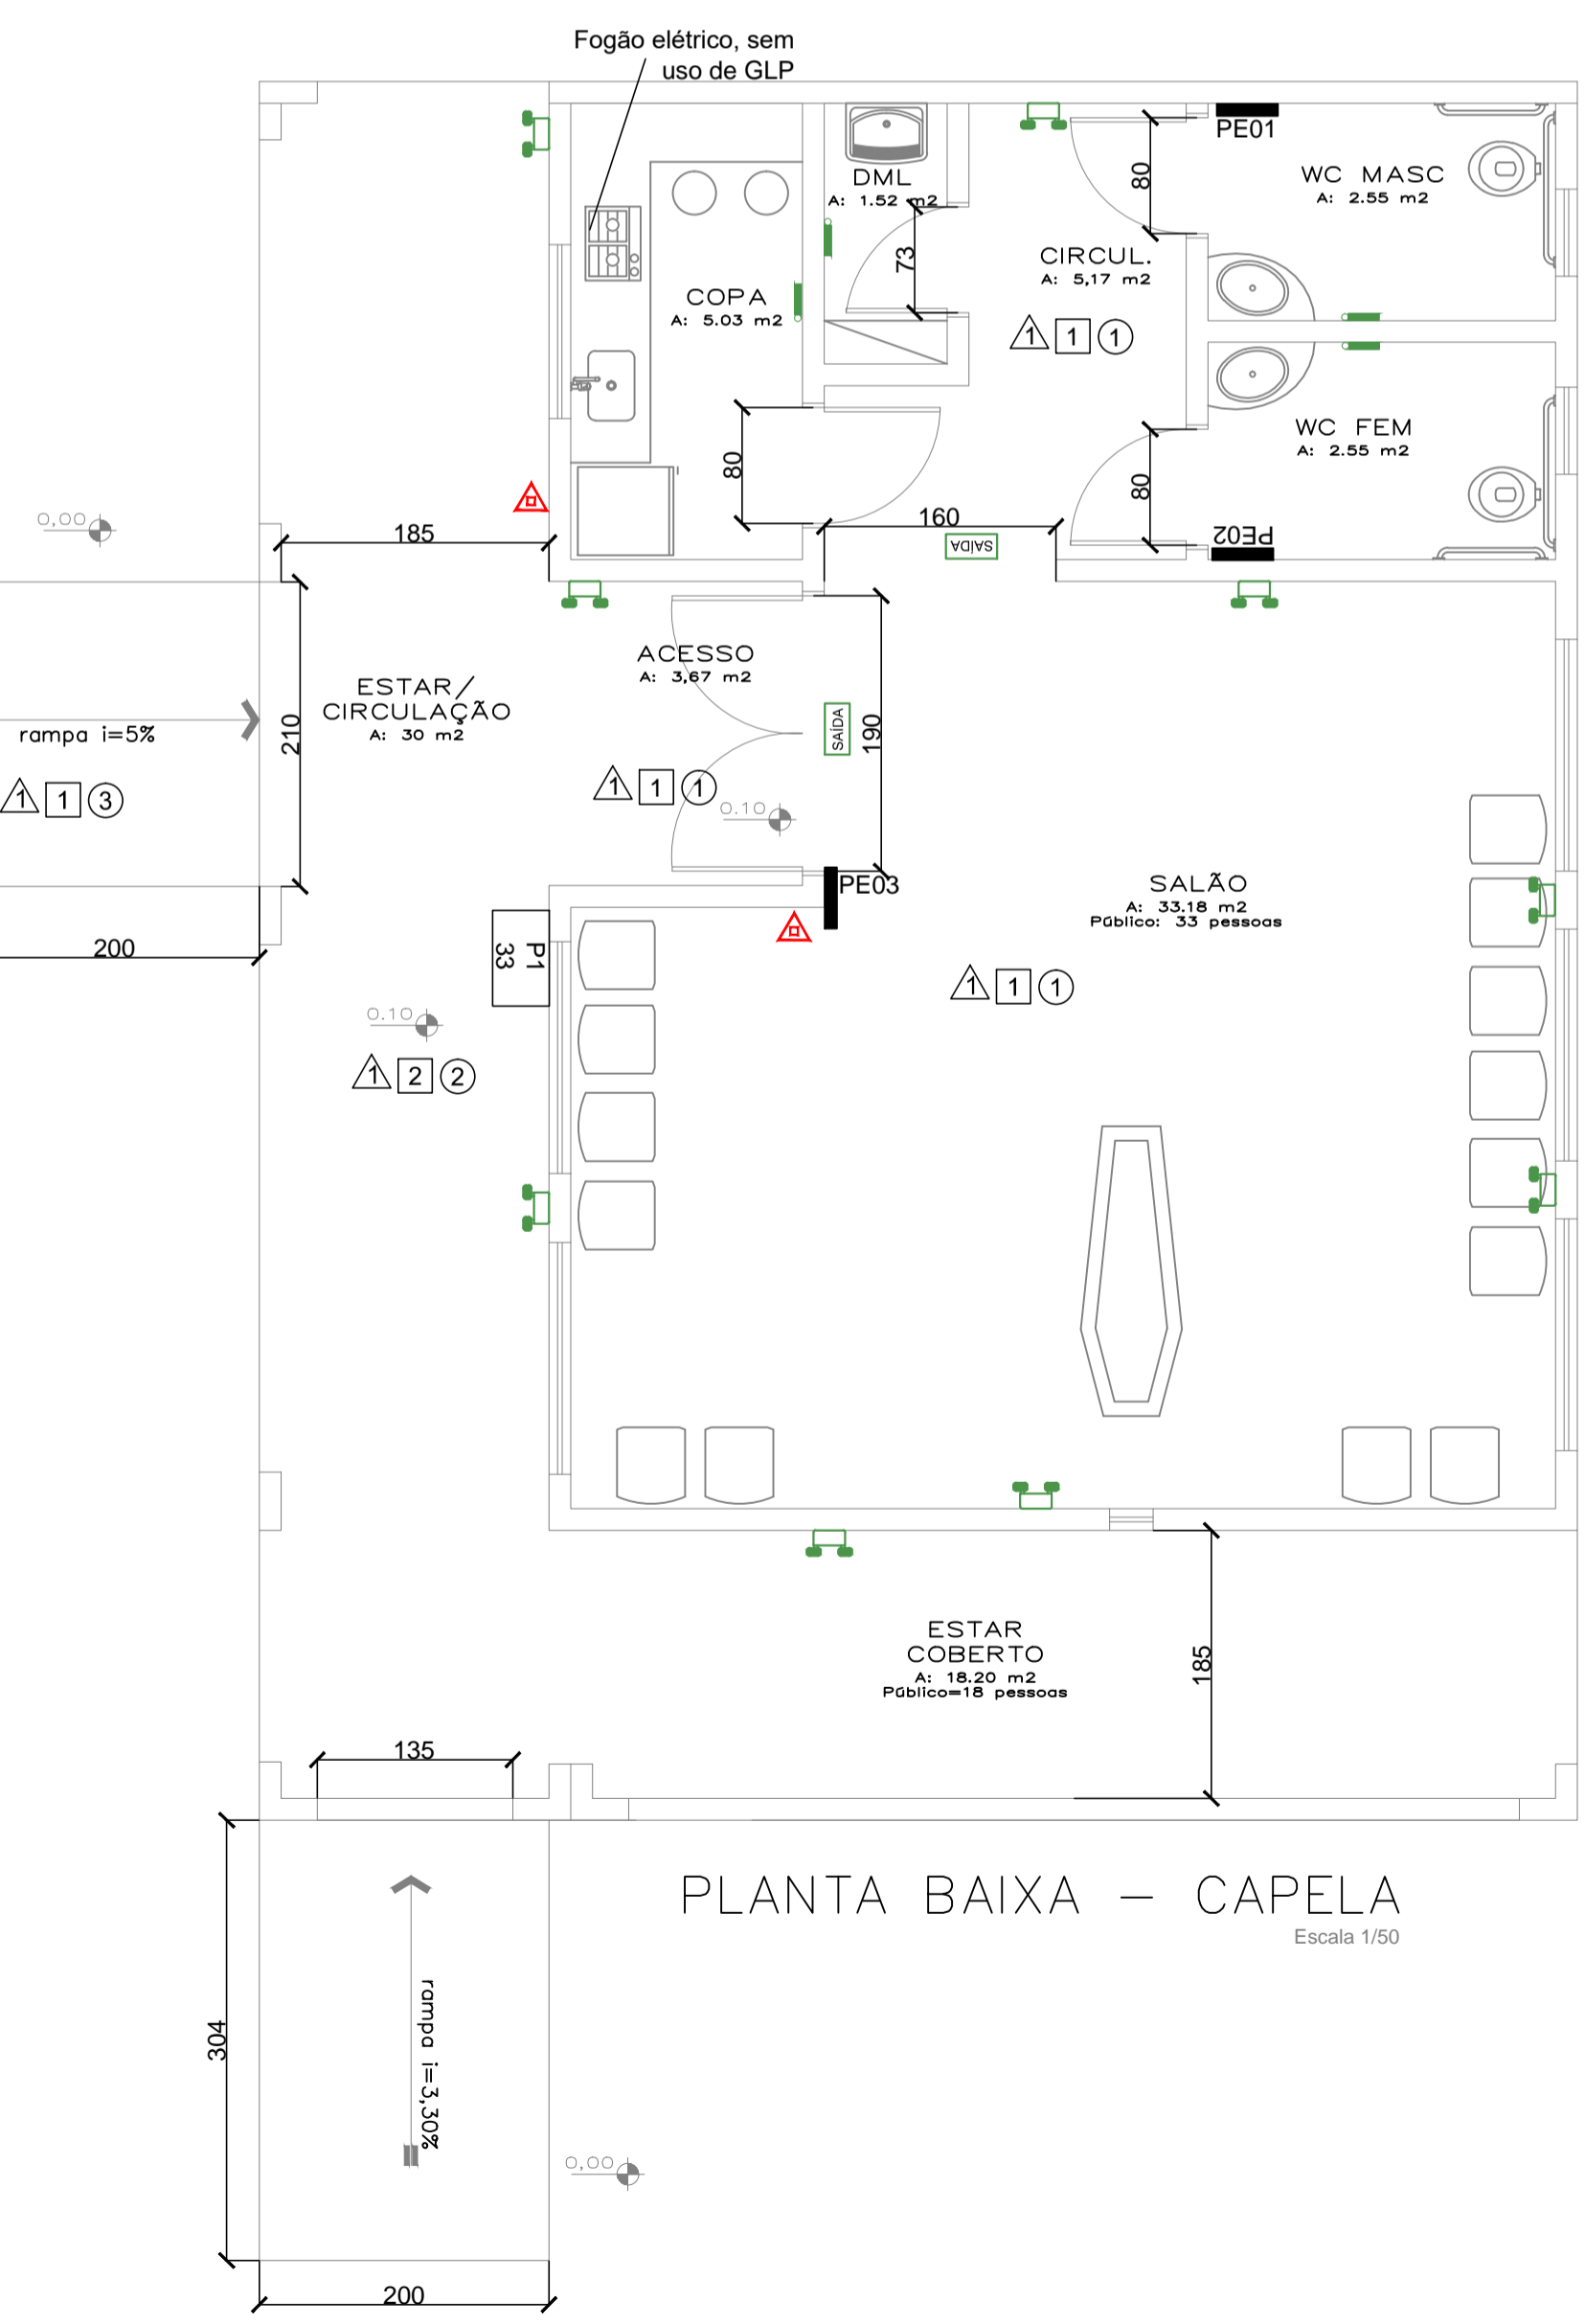 Fogão elétrico, sem
uso de GLP
PE01
DML
A: 1.52 m2
WC MASC
A: 2.55 m2
80
73
CIRCUL.
A: 5,17 m2
COPA
A: 5.03 m2
1 1 1
WC FEM
A: 2.55 m2
80
80
0,00
185
160
SAÍDA
PE02
ACESSO
A: 3,67 m2
ESTAR/
CIRCULAÇÃO
A: 30 m2
210
rampa i=5%
SAÍDA
190
1 1 3
1 1 1
0.10
PE03
SALÃO
A: 33.18 m2
Público: 33 pessoas
200
P1
33
1 1 1
0.10
1 2 2
ESTAR
COBERTO
A: 18.20 m2
Público=18 pessoas
185
135
PLANTA BAIXA - CAPELA
Escala 1/50
rampa i=3,30%
304
0,00
200